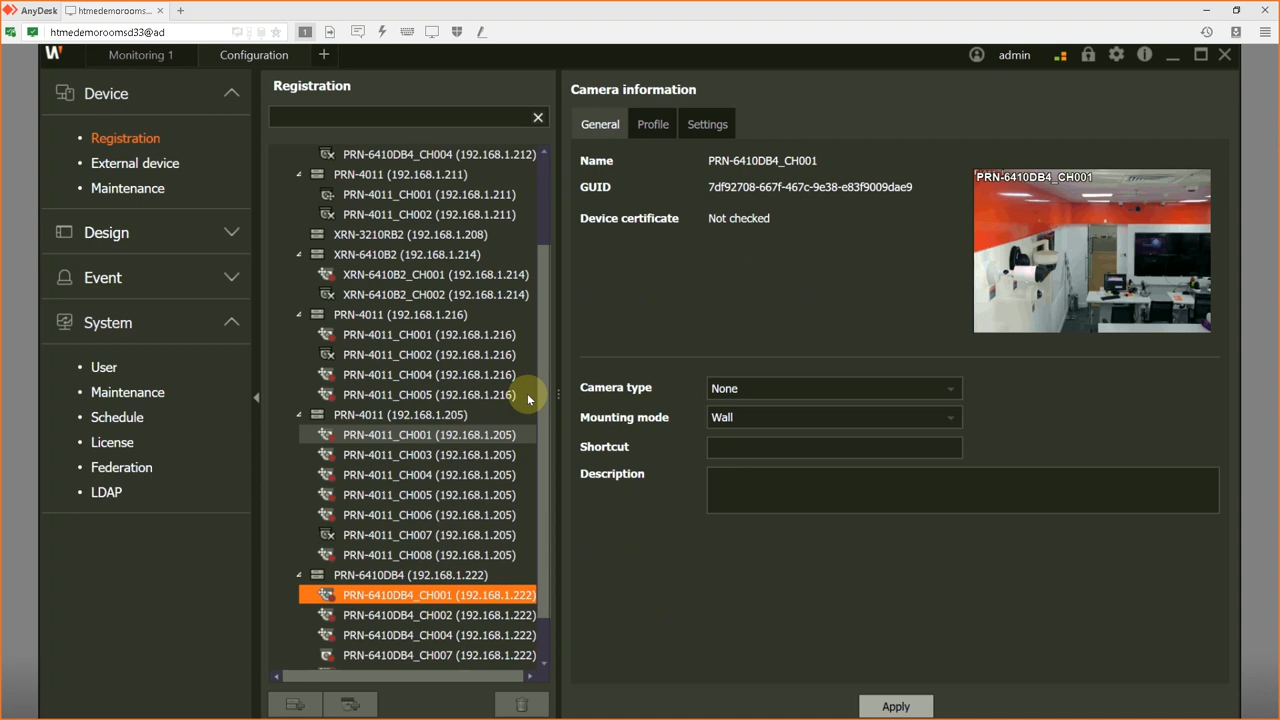 AnyDesk
htmedemorooms...
htmedemoroomsd33@ad
1
W
Monitoring 1
Configuration
admin
Device
Registration
External device
Maintenance
Design
Event
System
User
Maintenance
Schedule
License
Federation
LDAP
Registration
PRN-6410DB4_CH004 (192.168.1.212)
PRN-4011 (192.168.1.211)
PRN-4011_CH001 (192.168.1.211)
PRN-4011_CH002 (192.168.1.211)
XRN-3210RB2 (192.168.1.208)
XRN-6410B2 (192.168.1.214)
XRN-6410B2_CH001 (192.168.1.214)
XRN-6410B2_CH002 (192.168.1.214)
PRN-4011 (192.168.1.216)
PRN-4011_CH001 (192.168.1.216)
PRN-4011_CH002 (192.168.1.216)
PRN-4011_CH004 (192.168.1.216)
PRN-4011_CH005 (192.168.1.216)
PRN-4011 (192.168.1.205)
PRN-4011_CH001 (192.168.1.205)
PRN-4011_CH003 (192.168.1.205)
PRN-4011_CH004 (192.168.1.205)
PRN-4011_CH005 (192.168.1.205)
PRN-4011_CH006 (192.168.1.205)
PRN-4011_CH007 (192.168.1.205)
PRN-4011_CH008 (192.168.1.205)
PRN-6410DB4 (192.168.1.222)
PRN-6410DB4_CH001 (192.168.1.222)
PRN-6410DB4_CH002 (192.168.1.222)
PRN-6410DB4_CH004 (192.168.1.222)
PRN-6410DB4_CH007 (192.168.1.222)
Camera information
General Profile Settings
Name PRN-6410DB4_CH001
GUID 7df92708-667f-467c-9e38-e83f9009dae9
Device certificate Not checked
PRN-6410DB4_CH001
Camera type None
Mounting mode Wall
Shortcut
Description
Apply